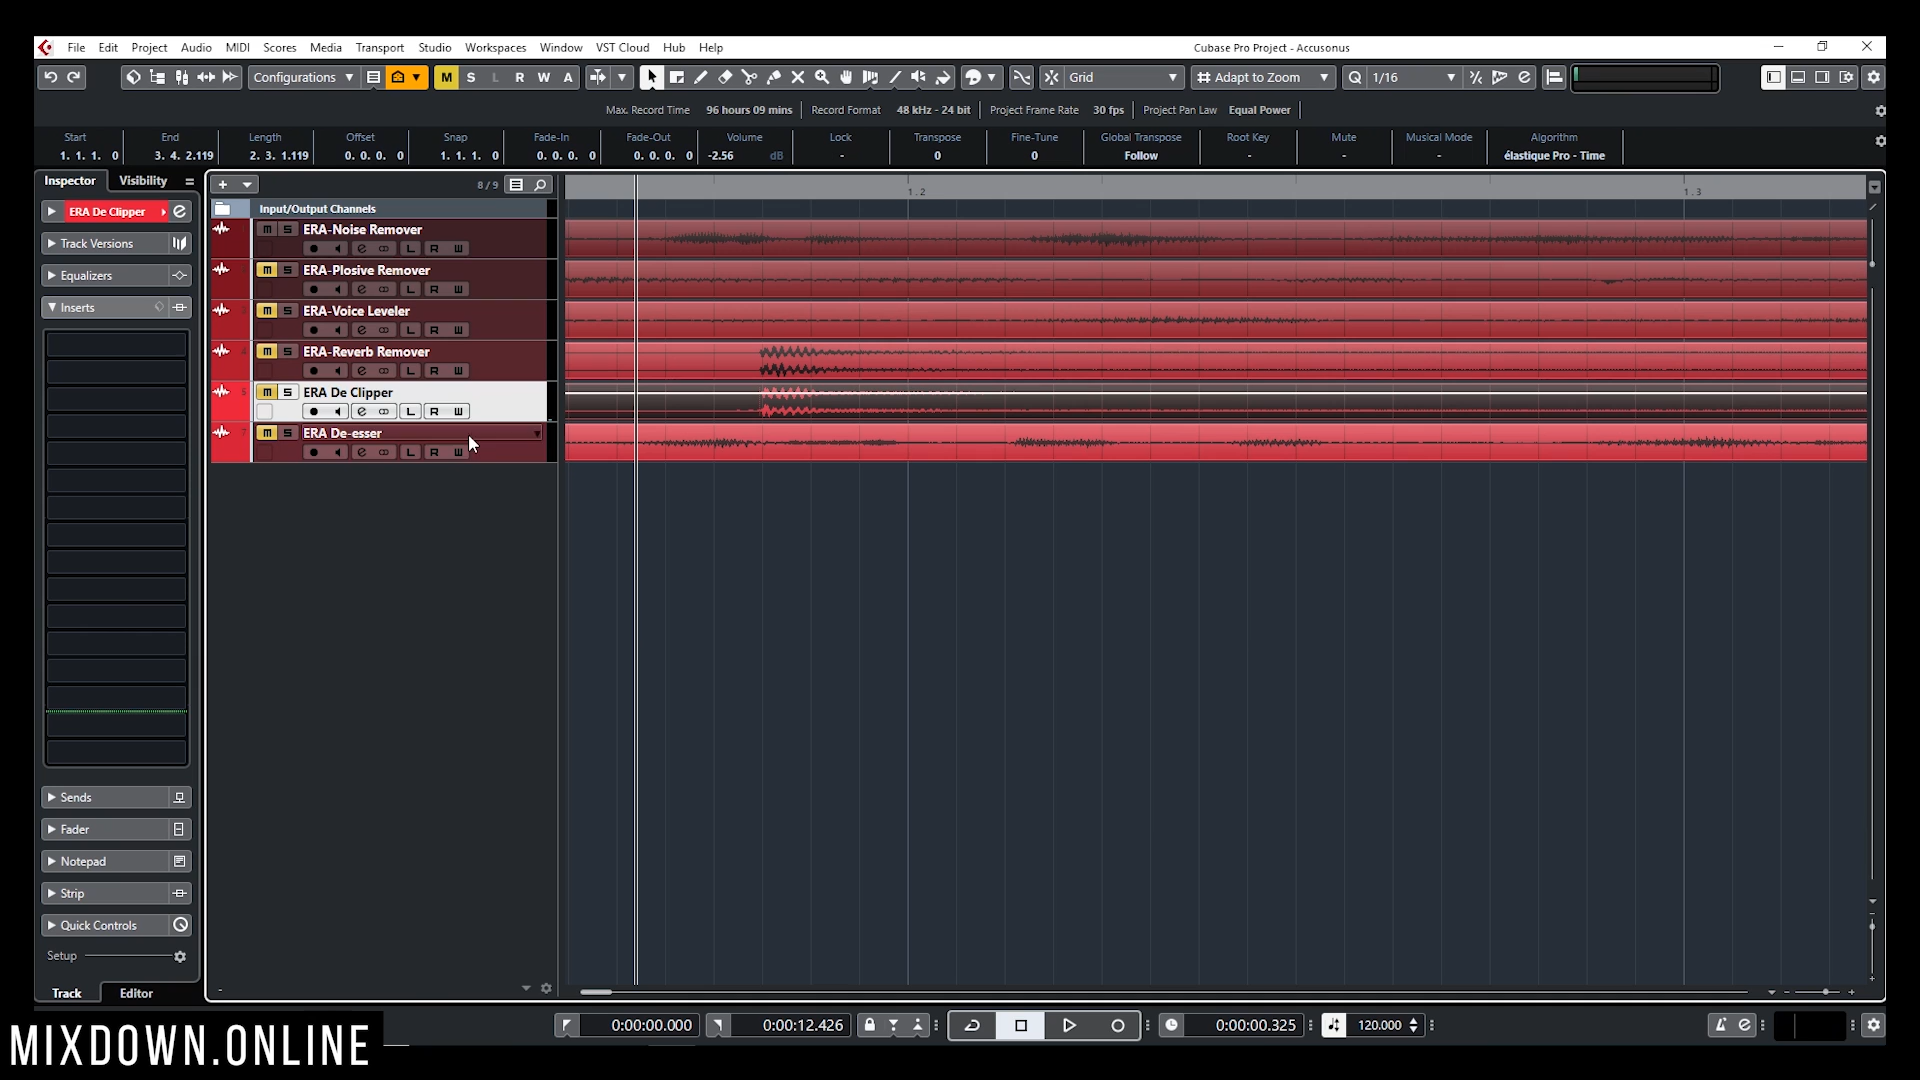 File Edit Project Audio MIDI Scores Media Transport Studio Workspaces Window VST Cloud Hub Help Cubase Pro Project - Accusonus
Configurations M S L R W A Grid Adapt to Zoom Q 1/16
Max. Record Time 96 hours 09 mins Record Format 48 kHz - 24 bit Project Frame Rate 30 fps Project Pan Law Equal Power
Start End Length Offset Snap Fade-In Fade-Out Volume Lock Transpose Fine-Tune Global Transpose Root Key Mute Musical Mode Algorithm
1. 1. 1. 0 3. 4. 2.119 2. 3. 1.119 0. 0. 0. 0 1. 1. 1. 0 0. 0. 0. 0 0. 0. 0. 0 -2.56 dB - 0 0 Follow - - - élastique Pro - Time
Inspector Visibility
8 / 9
1.2 1.3
ERA De Clipper
Track Versions
Equalizers
Inserts
Sends
Fader
Notepad
Strip
Quick Controls
Setup
Track Editor
Input/Output Channels
m S ERA-Noise Remover
e L R
m S ERA-Plosive Remover
e L R
m S ERA-Voice Leveler
e L R
4 m S ERA-Reverb Remover
e L R
5 m S ERA De Clipper
e L R
7 m S ERA De-esser
e L R
0:00:00.000 0:00:12.426 0:00:00.325 120.000
MIXDOWN.ONLINE